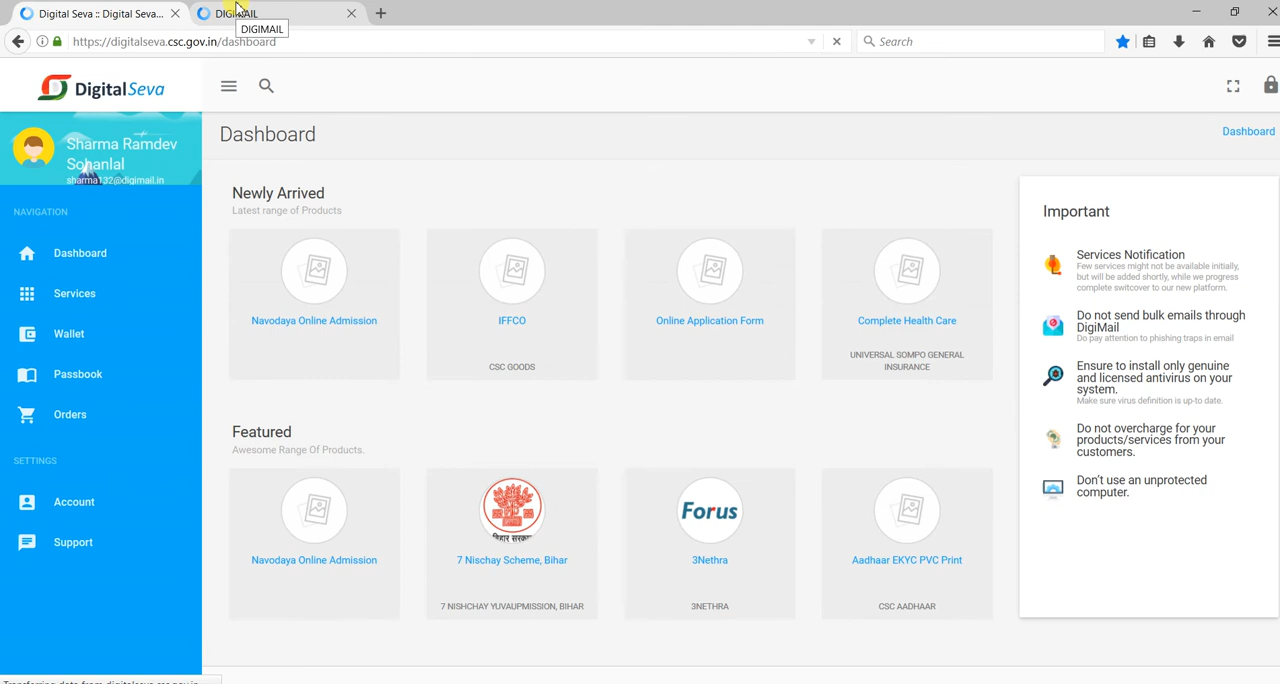 Digital Seva :: Digital Seva...
DIGIMAIL
DIGIMAIL
https://digitalseva.csc.gov.in/dashboard
Search
DigitalSeva
Sharma Ramdev
Sohanlal
sharma132@digimail.in
Dashboard
Dashboard
NAVIGATION
Dashboard
Services
Wallet
Passbook
Orders
SETTINGS
Account
Support
Newly Arrived
Latest range of Products
Navodaya Online Admission
IFFCO
CSC GOODS
Online Application Form
Complete Health Care
UNIVERSAL SOMPO GENERAL
INSURANCE
Featured
Awesome Range Of Products.
Navodaya Online Admission
बिहार सरकार
7 Nischay Scheme, Bihar
7 NISHCHAY YUVAUPMISSION, BIHAR
Forus
3Nethra
3NETHRA
Aadhaar EKYC PVC Print
CSC AADHAAR
Important
Services Notification
Few services might not be available initially,
but will be added shortly, while we progress
complete switcover to our new platform.
Do not send bulk emails through
DigiMail
Do pay attention to phishing traps in email
Ensure to install only genuine
and licensed antivirus on your
system.
Make sure virus definition is up-to date.
Do not overcharge for your
products/services from your
customers.
Don't use an unprotected
computer.